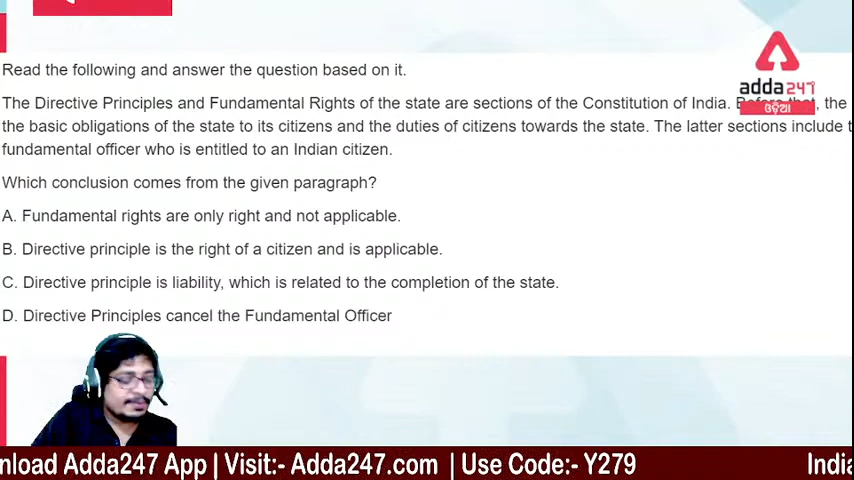 Read the following and answer the question based on it.
adda247
ଓଡ଼ିଆ
The Directive Principles and Fundamental Rights of the state are sections of the Constitution of India. the
the basic obligations of the state to its citizens and the duties of citizens towards the state. The latter sections include
fundamental officer who is entitled to an Indian citizen.
Which conclusion comes from the given paragraph?
A. Fundamental rights are only right and not applicable.
B. Directive principle is the right of a citizen and is applicable.
C. Directive principle is liability, which is related to the completion of the state.
D. Directive Principles cancel the Fundamental Officer
nload Adda247 App | Visit:- Adda247.com | Use Code:- Y279 India